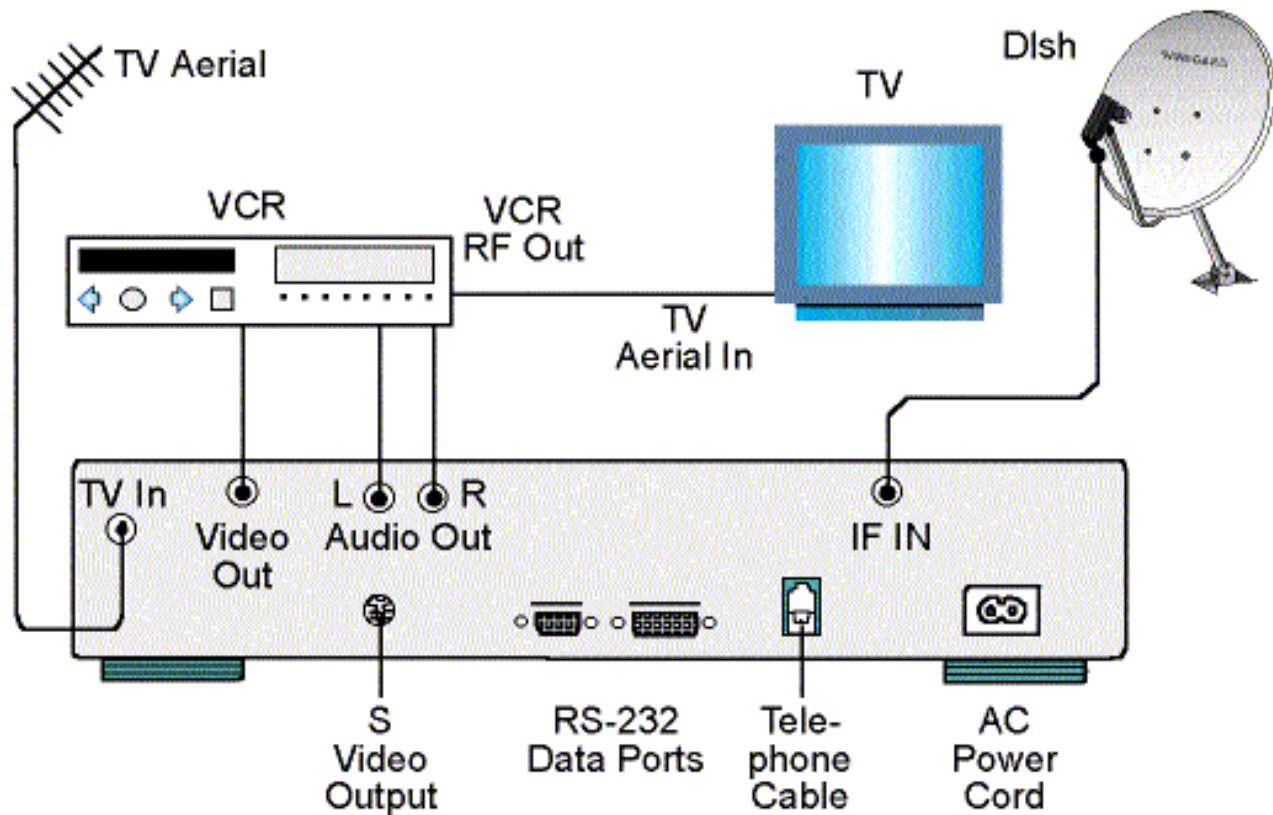 TV Aerial
DIsh
TV
VCR
VCR
RF Out
TV
Aerial In
TV In
Video
Out
L
R
Audio Out
IF IN
S
Video
Output
RS-232
Data Ports
Tele-
phone
Cable
AC
Power
Cord